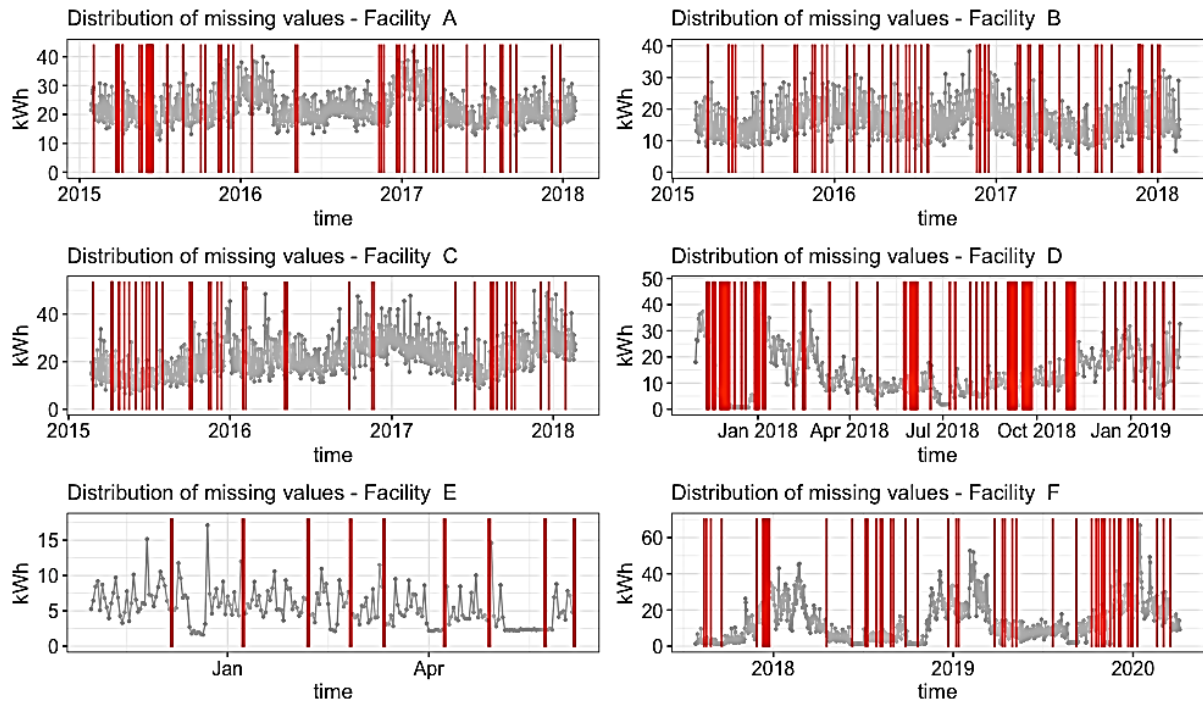 Distribution of missing values - Facility A
kWh
40
30
20
10
0
2015 2016 2017 2018
time
Distribution of missing values - Facility B
kWh
40
30
20
10
0
2015 2016 2017 2018
time
Distribution of missing values - Facility C
kWh
40
20
0
2015 2016 2017 2018
time
Distribution of missing values - Facility D
kWh
50
40
30
20
10
0
Jan 2018 Apr 2018 Jul 2018 Oct 2018 Jan 2019
time
Distribution of missing values - Facility E
kWh
15
10
5
0
Jan Apr
time
Distribution of missing values - Facility F
kWh
60
40
20
0
2018 2019 2020
time